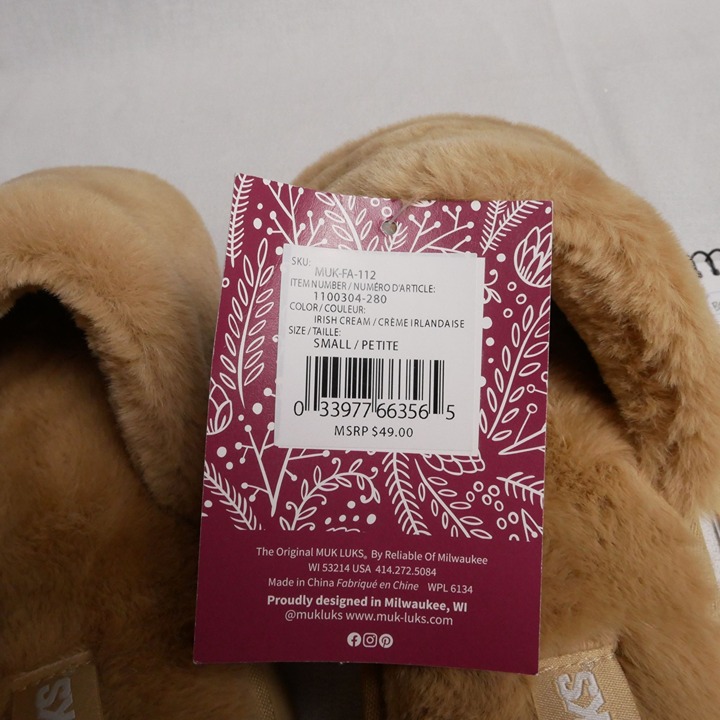 SKU:
MUK-FA-112
ITEM NUMBER / NUMÉRO D'ARTICLE:
1100304-280
COLOR / COULEUR:
IRISH CREAM / CRÈME IRLANDAISE
SIZE / TAILLE:
SMALL / PETITE
0 33977 66356 5
MSRP $49.00
The Original MUK LUKS® By Reliable Of Milwaukee
WI 53214 USA 414.272.5084
Made in China Fabriqué en Chine WPL 6134
Proudly designed in Milwaukee, WI
@mukluks www.muk-luks.com